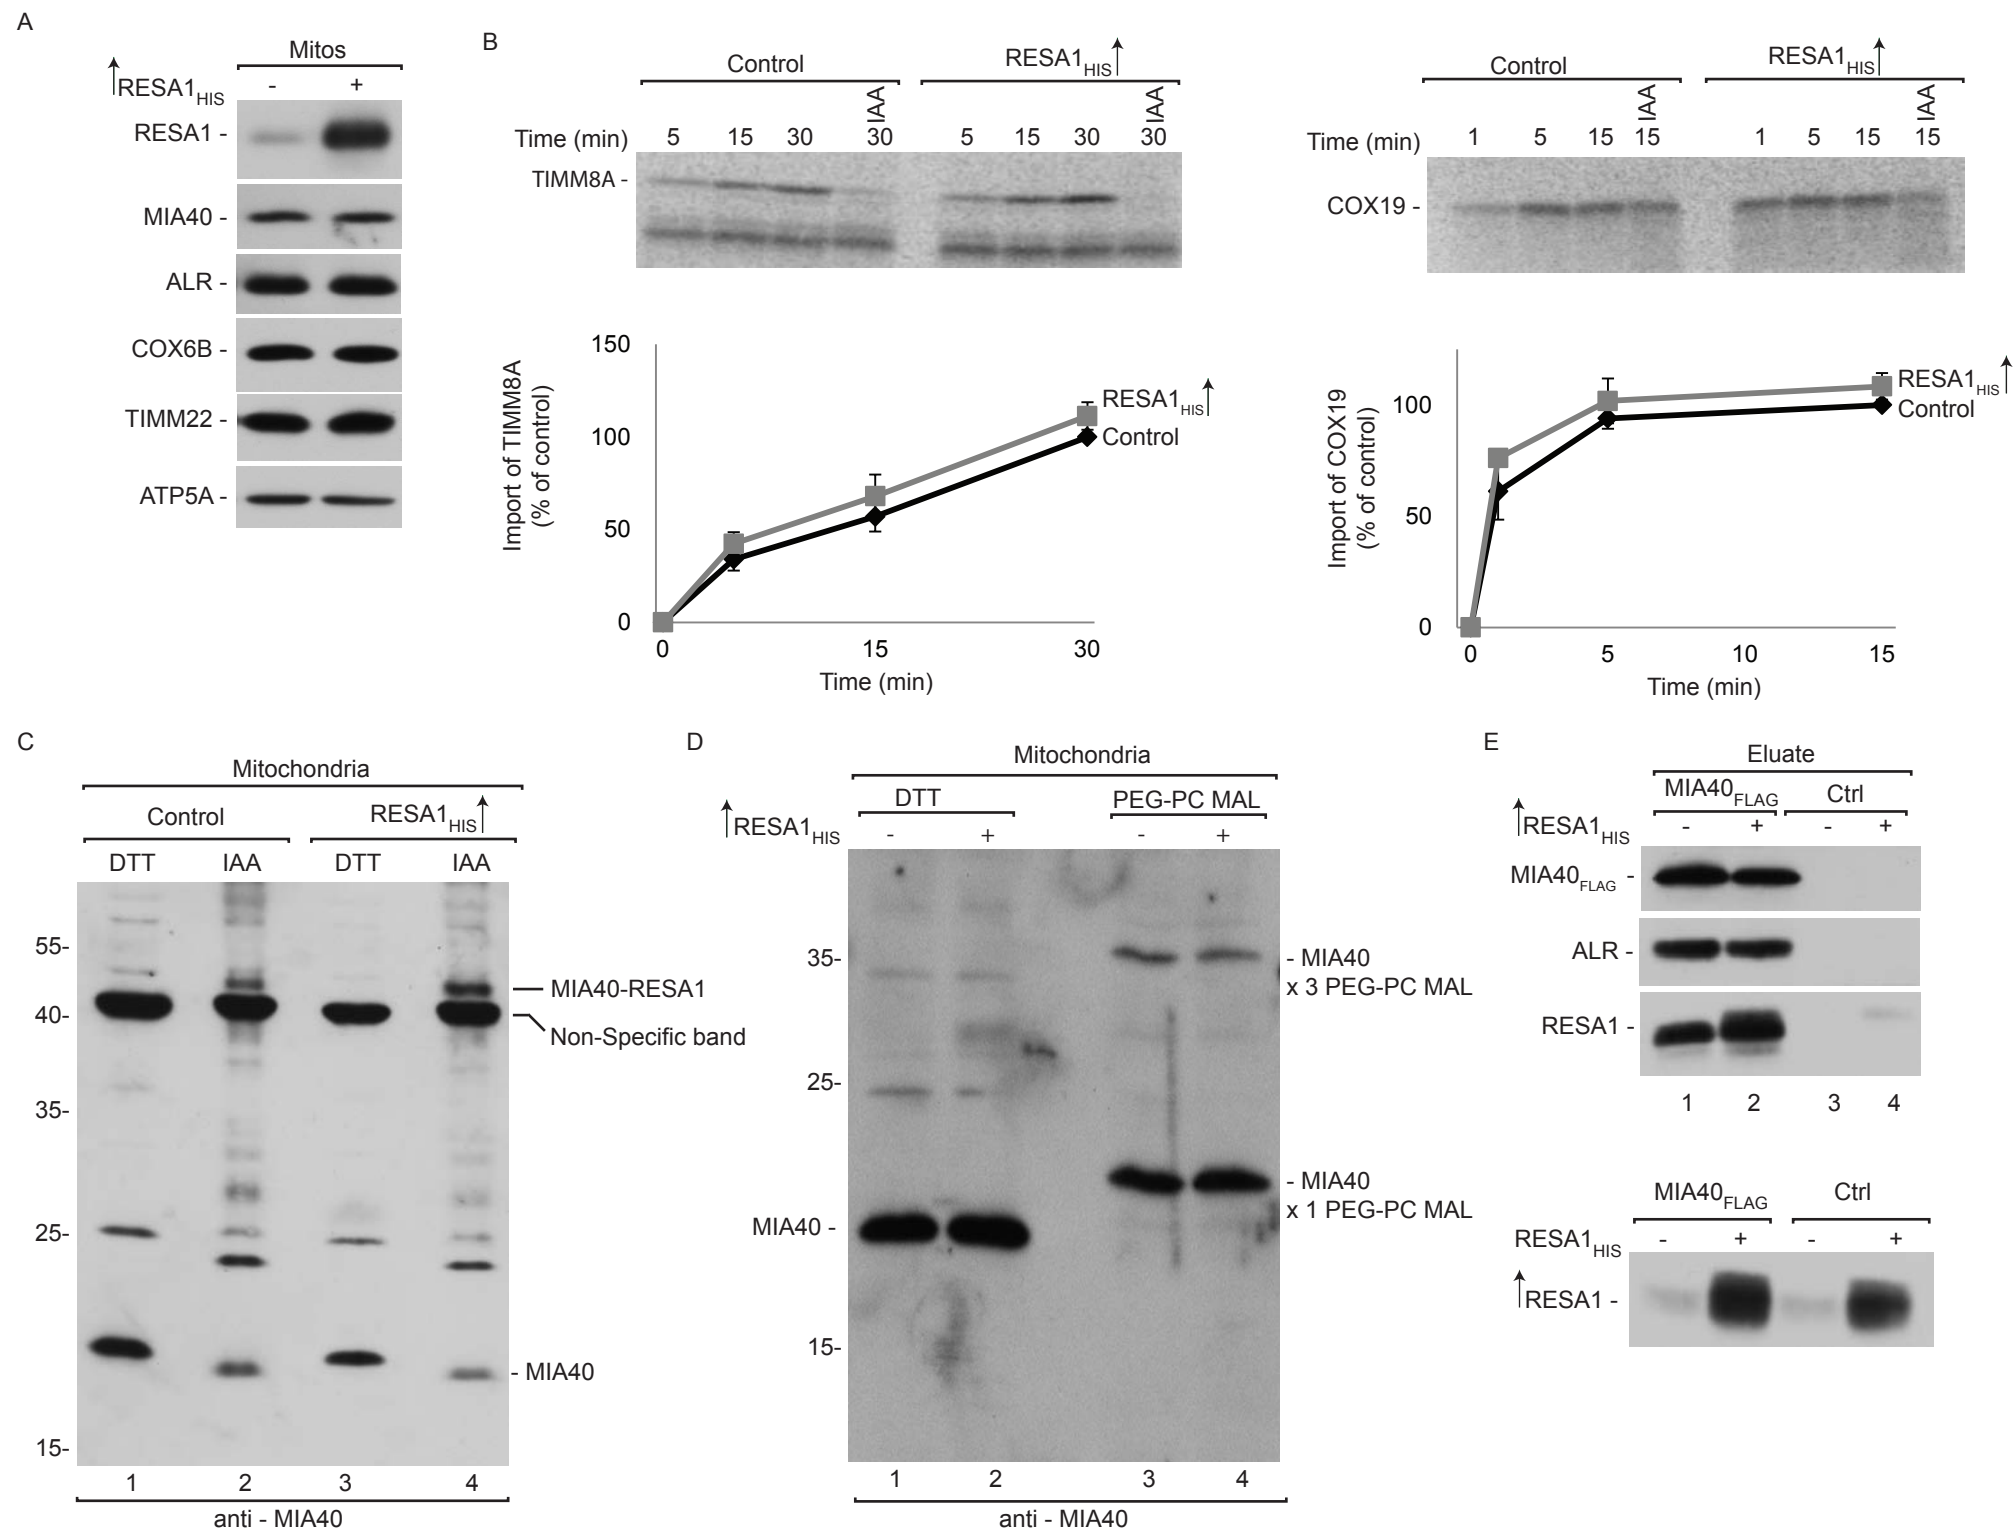 A
Mitos
↑RESA1HIS - +
RESA1 -
MIA40 -
ALR -
COX6B -
TIMM22 -
ATP5A -
B
Control RESA1HIS↑
IAA IAA
Time (min) 5 15 30 30 5 15 30 30
TIMM8A -
Control RESA1HIS↑
IAA IAA
Time (min) 1 5 15 15 1 5 15 15
COX19 -
Import of TIMM8A
(% of control)
150
100
50
0
RESA1HIS↑
Control
0 15 30
Time (min)
Import of COX19
(% of control)
100
50
0
RESA1HIS↑
Control
0 5 10 15
Time (min)
C
Mitochondria
Control RESA1HIS↑
DTT IAA DTT IAA
55-
40-
35-
25-
15-
MIA40-RESA1
Non-Specific band
- MIA40
1 2 3 4
anti - MIA40
D
Mitochondria
DTT PEG-PC MAL
↑RESA1HIS - + - +
35-
25-
MIA40 -
15-
- MIA40
x 3 PEG-PC MAL
- MIA40
x 1 PEG-PC MAL
1 2 3 4
anti - MIA40
E
Eluate
MIA40FLAG Ctrl
↑RESA1HIS - + - +
MIA40FLAG -
ALR -
RESA1 -
1 2 3 4
MIA40FLAG Ctrl
RESA1HIS - + - +
↑RESA1 -